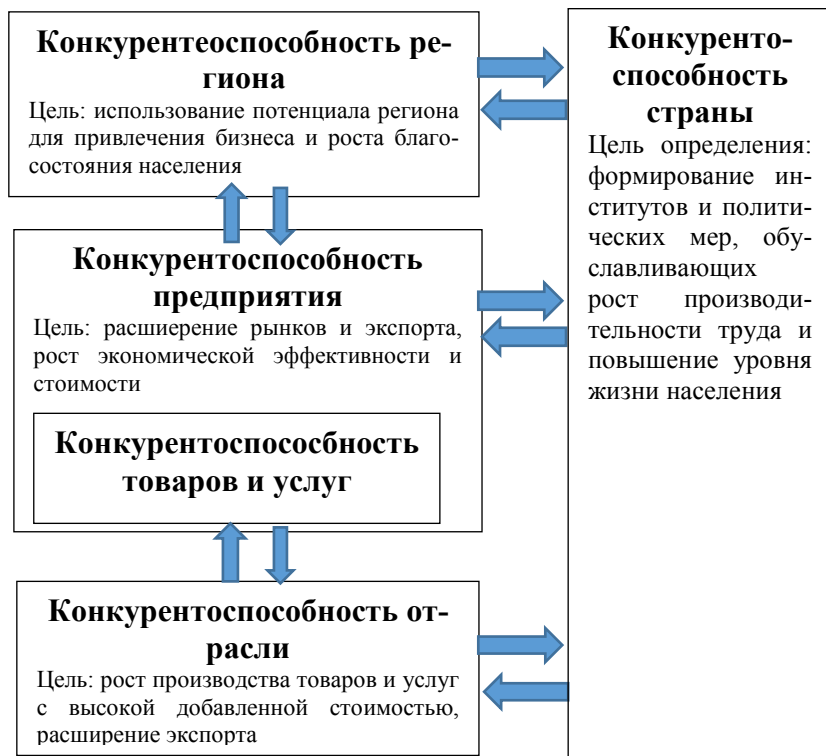 Конкурентеоспособность ре-
гиона
Цель: использование потенциала региона
для привлечения бизнеса и роста благо-
состояния населения
Конкурентоспособность
предприятия
Цель: расшиерение рынков и экспорта,
рост экономической эффективности и
стоимости
Конкурентоспососбность
товаров и услуг
Конкурентоспособность от-
расли
Цель: рост производства товаров и услуг
с высокой добавленной стоимостью,
расширение экспорта
Конкуренто-
способность
страны
Цель определения:
формирование ин-
ститутов и полити-
ческих мер, обу-
славливающих
рост производи-
тельности труда и
повышение уровня
жизни населения